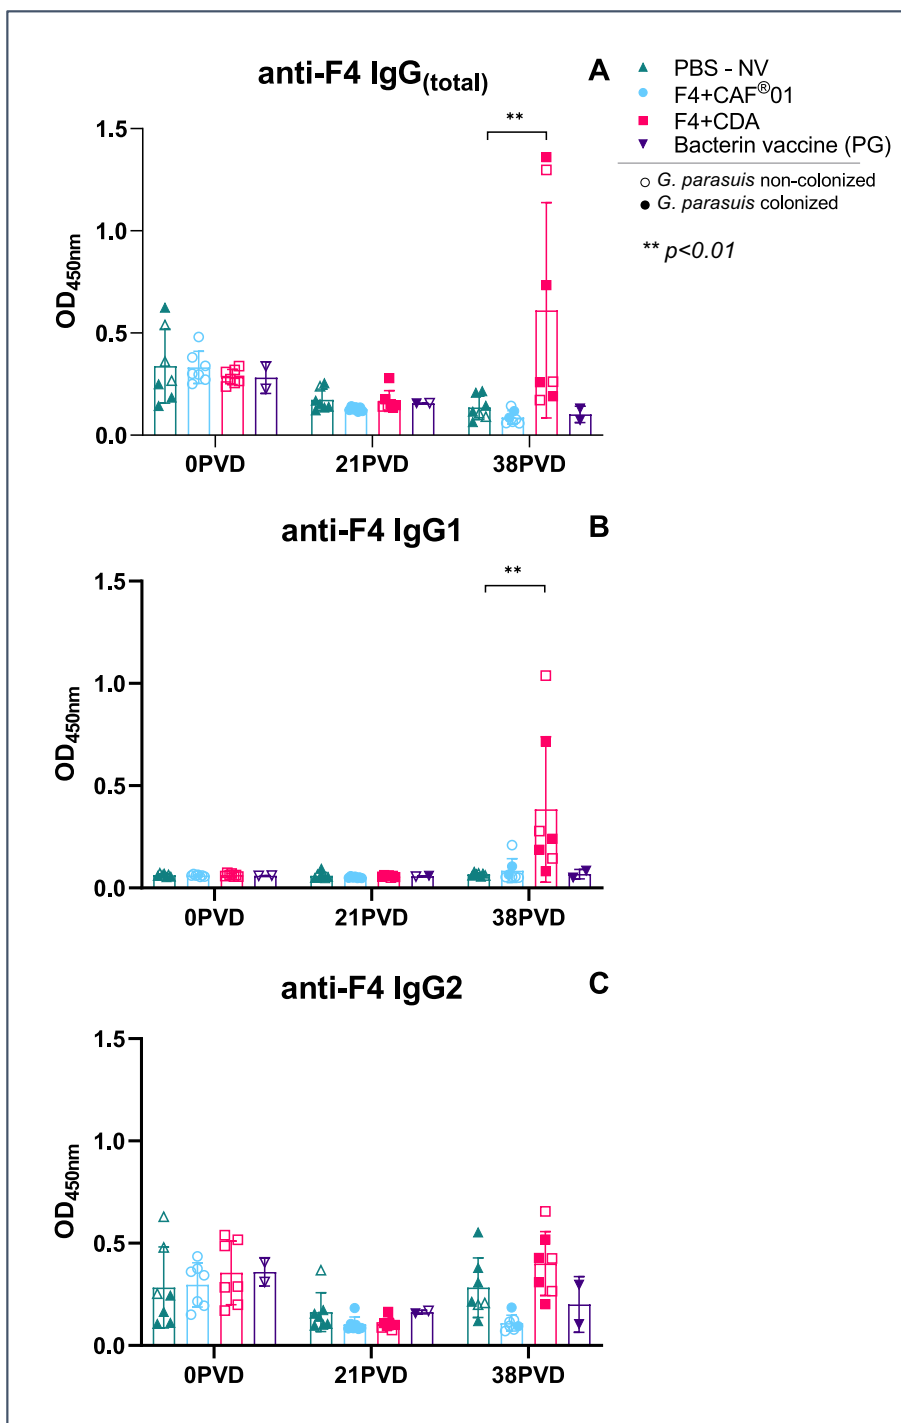 anti-F4 IgG(total)
A
PBS - NV
F4+CAF®01
F4+CDA
Bacterin vaccine (PG)
G. parasuis non-colonized
G. parasuis colonized
** p<0.01
**
OD450nm
1.5
1.0
0.5
0.0
0PVD 21PVD 38PVD
anti-F4 IgG1
B
**
OD450nm
1.5
1.0
0.5
0.0
0PVD 21PVD 38PVD
anti-F4 IgG2
C
OD450nm
1.5
1.0
0.5
0.0
0PVD 21PVD 38PVD